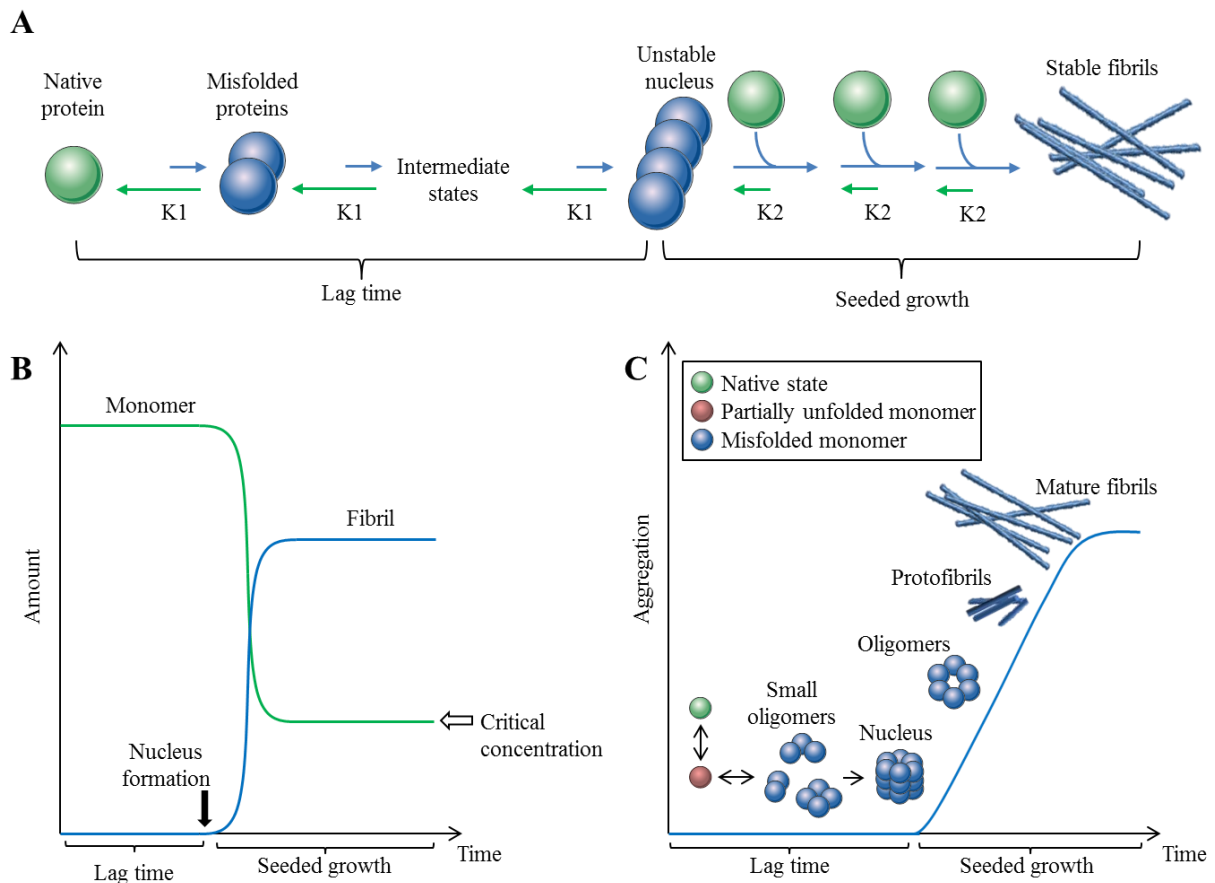 A
Native
protein
Misfolded
proteins
Intermediate
states
Unstable
nucleus
Stable fibrils
K1
K1
K1
K2
K2
K2
Lag time
Seeded growth
B
Monomer
Fibril
Amount
Critical
concentration
Nucleus
formation
Time
Lag time
Seeded growth
C
Native state
Partially unfolded monomer
Misfolded monomer
Mature fibrils
Aggregation
Protofibrils
Oligomers
Small
oligomers
Nucleus
Lag time
Seeded growth
Time